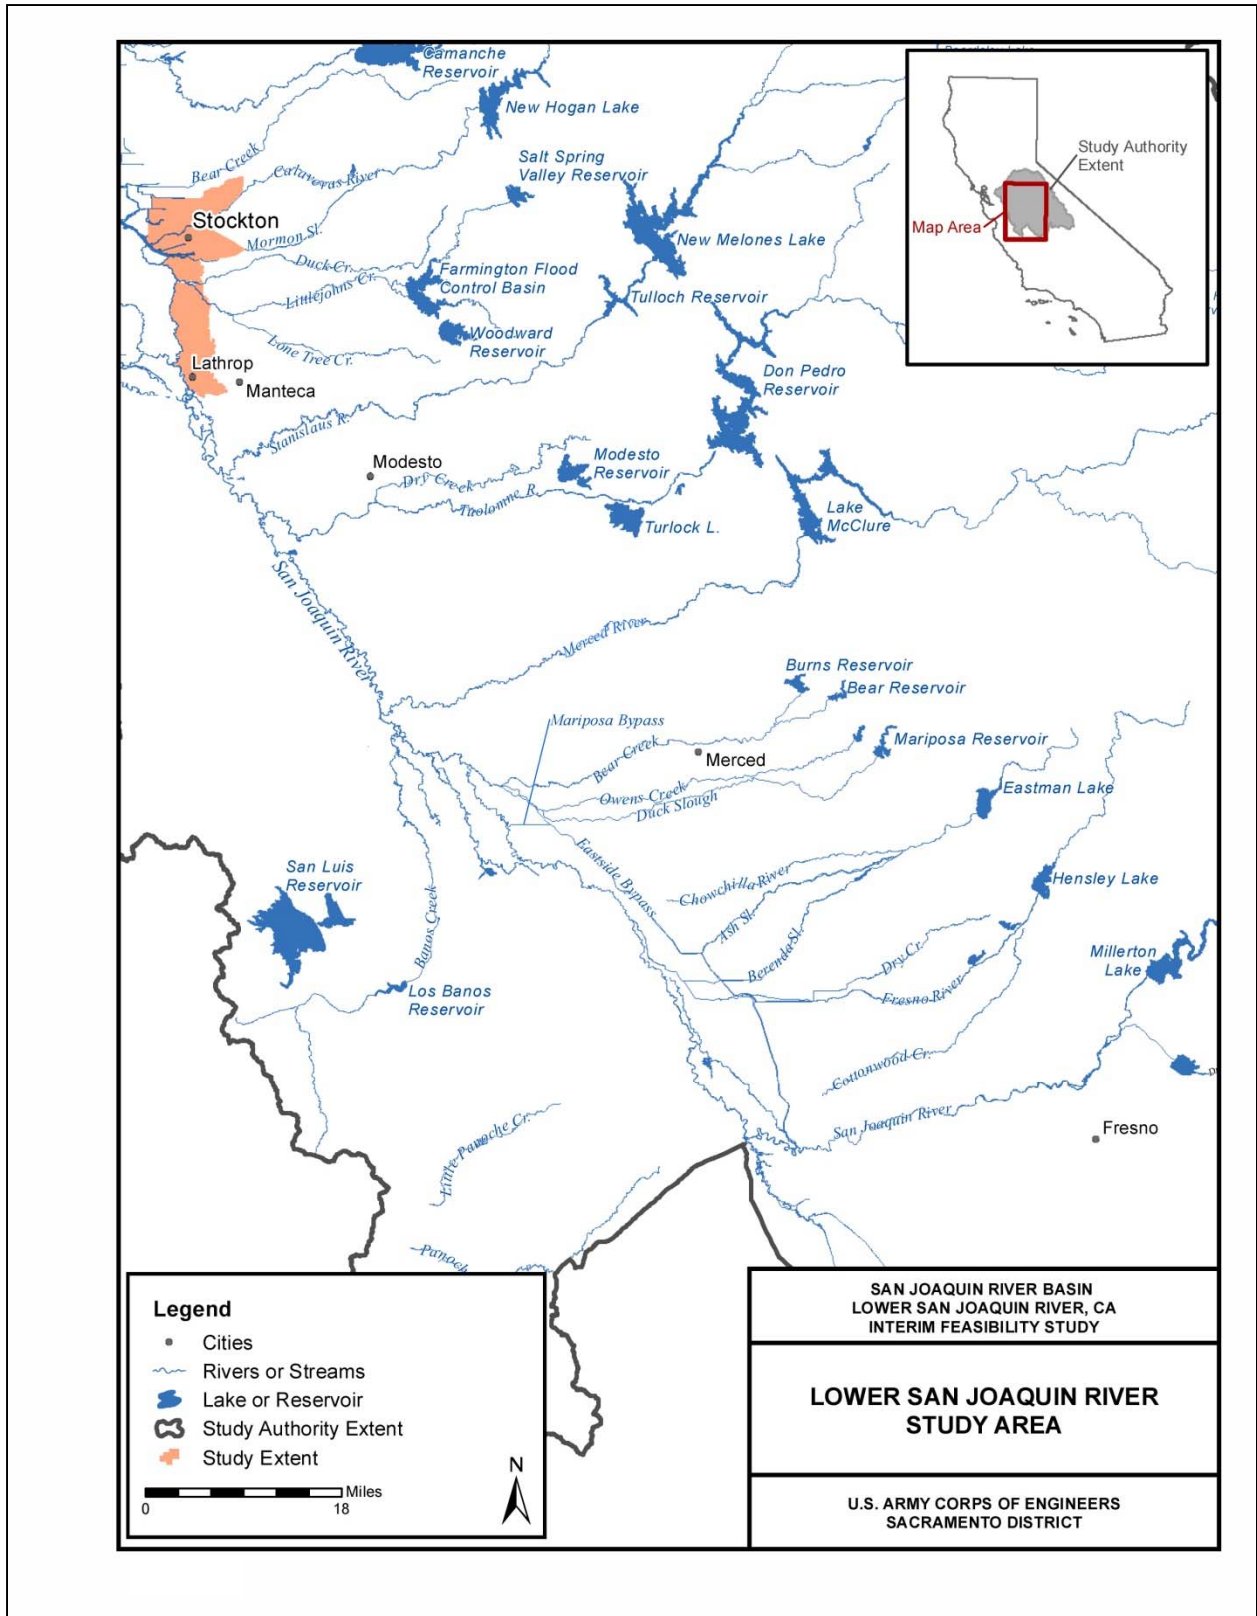 Camanche
Reservoir
New Hogan Lake
Bear Creek
Calaveras River
Salt Spring
Valley Reservoir
Study Authority
Extent
Map Area
Stockton
Mormon Sl.
New Melones Lake
Duck Cr.
Farmington Flood
Control Basin
Littlejohns Cr.
Tulloch Reservoir
Woodward
Reservoir
Lone Tree Cr.
Lathrop
Manteca
Don Pedro
Reservoir
Stanislaus R.
Modesto
Dry Creek
Modesto
Reservoir
Tuolomne R.
Turlock L.
Lake
McClure
San Joaquin River
Merced River
Burns Reservoir
Bear Reservoir
Mariposa Bypass
Bear Creek
Merced
Mariposa Reservoir
Owens Creek
Duck Slough
Eastman Lake
Eastside Bypass
San Luis
Reservoir
Chowchilla River
Hensley Lake
Banos Creek
Ash Sl.
Berenda Sl.
Dry Cr.
Millerton
Lake
Los Banos
Reservoir
Fresno River
Cottonwood Cr.
San Joaquin River
Fresno
Little Panoche Cr.
Panoch
Legend
Cities
Rivers or Streams
Lake or Reservoir
Study Authority Extent
Study Extent
Miles
0 18
N
SAN JOAQUIN RIVER BASIN
LOWER SAN JOAQUIN RIVER, CA
INTERIM FEASIBILITY STUDY
LOWER SAN JOAQUIN RIVER
STUDY AREA
U.S. ARMY CORPS OF ENGINEERS
SACRAMENTO DISTRICT